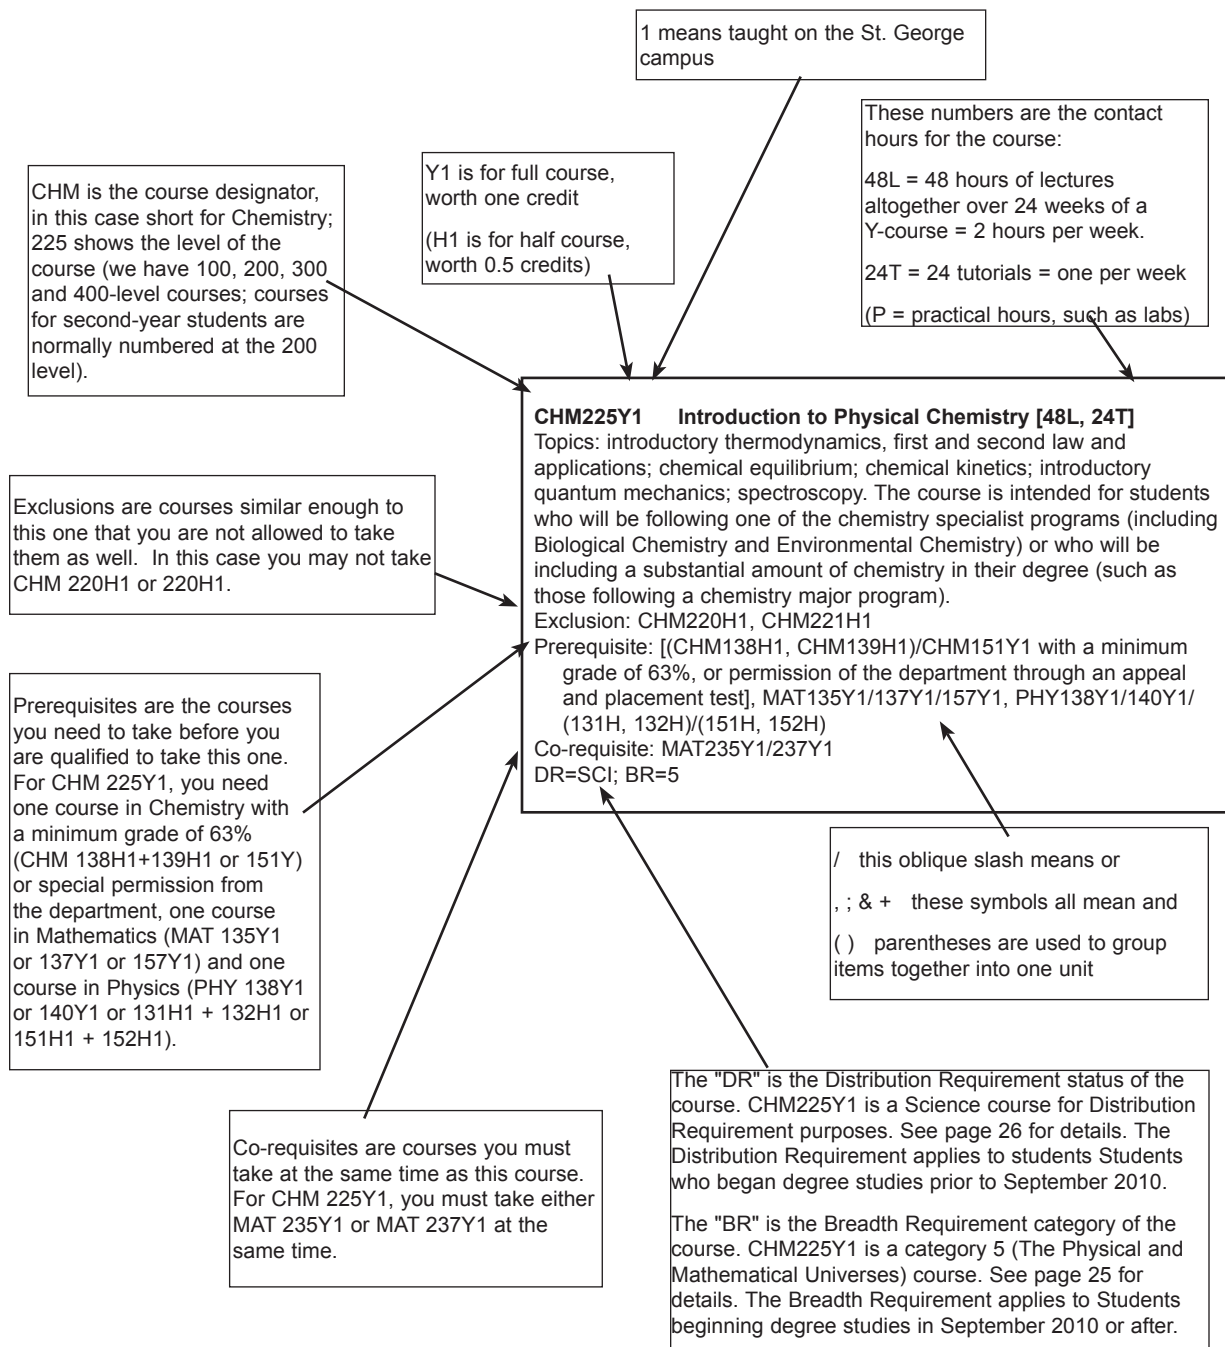 1 means taught on the St. George
campus
These numbers are the contact
hours for the course:
48L = 48 hours of lectures
altogether over 24 weeks of a
Y-course = 2 hours per week.
24T = 24 tutorials = one per week
(P = practical hours, such as labs)
Y1 is for full course,
worth one credit
(H1 is for half course,
worth 0.5 credits)
CHM is the course designator,
in this case short for Chemistry;
225 shows the level of the
course (we have 100, 200, 300
and 400-level courses; courses
for second-year students are
normally numbered at the 200
level).
CHM225Y1 Introduction to Physical Chemistry [48L, 24T]
Topics: introductory thermodynamics, first and second law and
applications; chemical equilibrium; chemical kinetics; introductory
quantum mechanics; spectroscopy. The course is intended for students
who will be following one of the chemistry specialist programs (including
Biological Chemistry and Environmental Chemistry) or who will be
including a substantial amount of chemistry in their degree (such as
those following a chemistry major program).
Exclusion: CHM220H1, CHM221H1
Prerequisite: [(CHM138H1, CHM139H1)/CHM151Y1 with a minimum
grade of 63%, or permission of the department through an appeal
and placement test], MAT135Y1/137Y1/157Y1, PHY138Y1/140Y1/
(131H, 132H)/(151H, 152H)
Co-requisite: MAT235Y1/237Y1
DR=SCI; BR=5
Exclusions are courses similar enough to
this one that you are not allowed to take
them as well. In this case you may not take
CHM 220H1 or 220H1.
Prerequisites are the courses
you need to take before you
are qualified to take this one.
For CHM 225Y1, you need
one course in Chemistry with
a minimum grade of 63%
(CHM 138H1+139H1 or 151Y)
or special permission from
the department, one course
in Mathematics (MAT 135Y1
or 137Y1 or 157Y1) and one
course in Physics (PHY 138Y1
or 140Y1 or 131H1 + 132H1 or
151H1 + 152H1).
/ this oblique slash means or
, ; & + these symbols all mean and
( ) parentheses are used to group
items together into one unit
Co-requisites are courses you must
take at the same time as this course.
For CHM 225Y1, you must take either
MAT 235Y1 or MAT 237Y1 at the
same time.
The "DR" is the Distribution Requirement status of the
course. CHM225Y1 is a Science course for Distribution
Requirement purposes. See page 26 for details. The
Distribution Requirement applies to students Students
who began degree studies prior to September 2010.
The "BR" is the Breadth Requirement category of the
course. CHM225Y1 is a category 5 (The Physical and
Mathematical Universes) course. See page 25 for
details. The Breadth Requirement applies to Students
beginning degree studies in September 2010 or after.